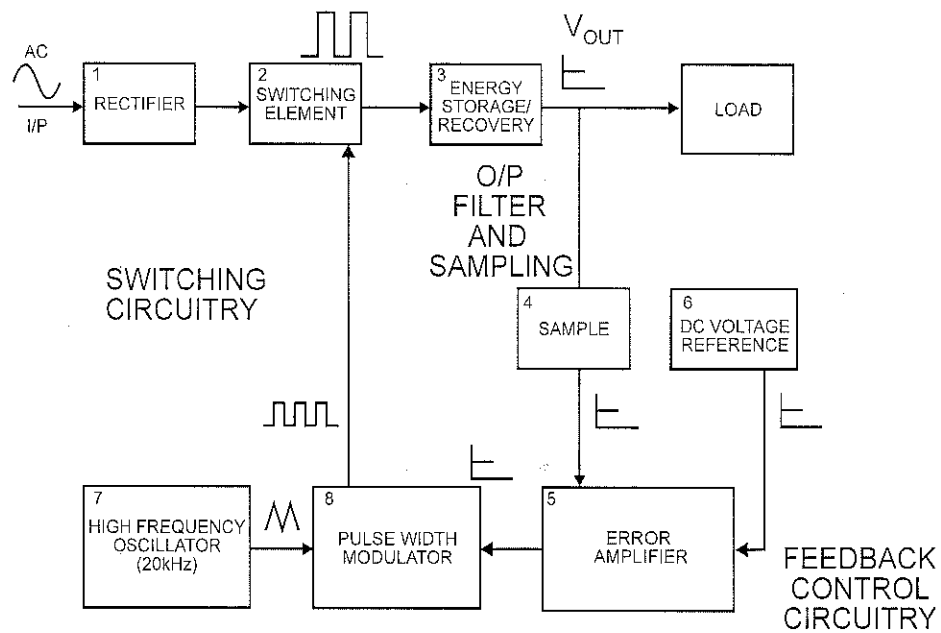 V OUT
AC
I/P
1
RECTIFIER
2
SWITCHING
ELEMENT
3
ENERGY
STORAGE/
RECOVERY
LOAD
O/P
FILTER
AND
SAMPLING
SWITCHING
CIRCUITRY
4
SAMPLE
6
DC VOLTAGE
REFERENCE
7
HIGH FREQUENCY
OSCILLATOR
(20kHz)
8
PULSE WIDTH
MODULATOR
5
ERROR
AMPLIFIER
FEEDBACK
CONTROL
CIRCUITRY